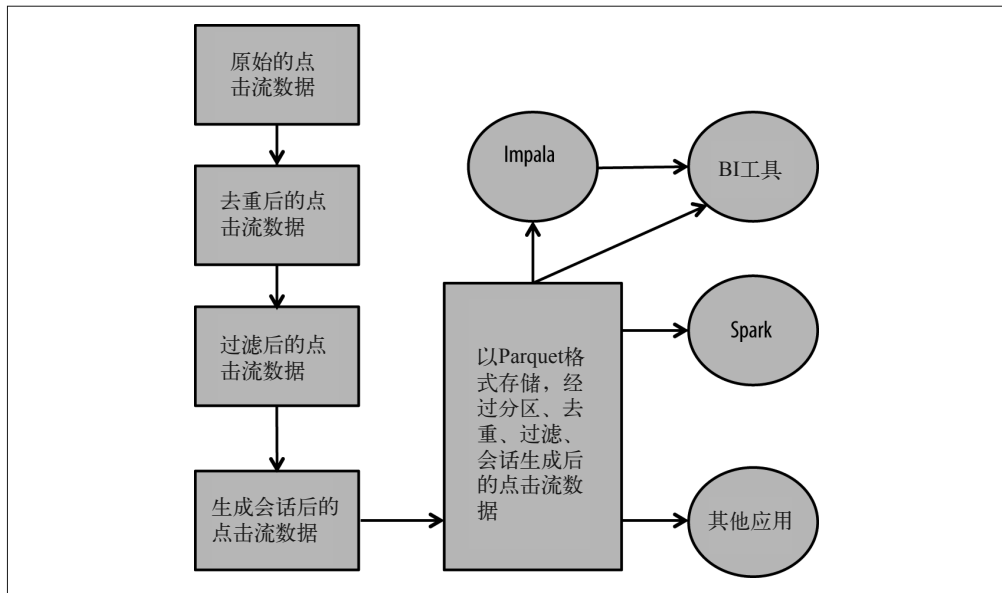 原始的点
击流数据
去重后的点
击流数据
过滤后的点
击流数据
生成会话后的
点击流数据
以Parquet格
式存储，经
过分区、去
重、过滤、
会话生成后
的点击流数
据
Impala
BI工具
Spark
其他应用